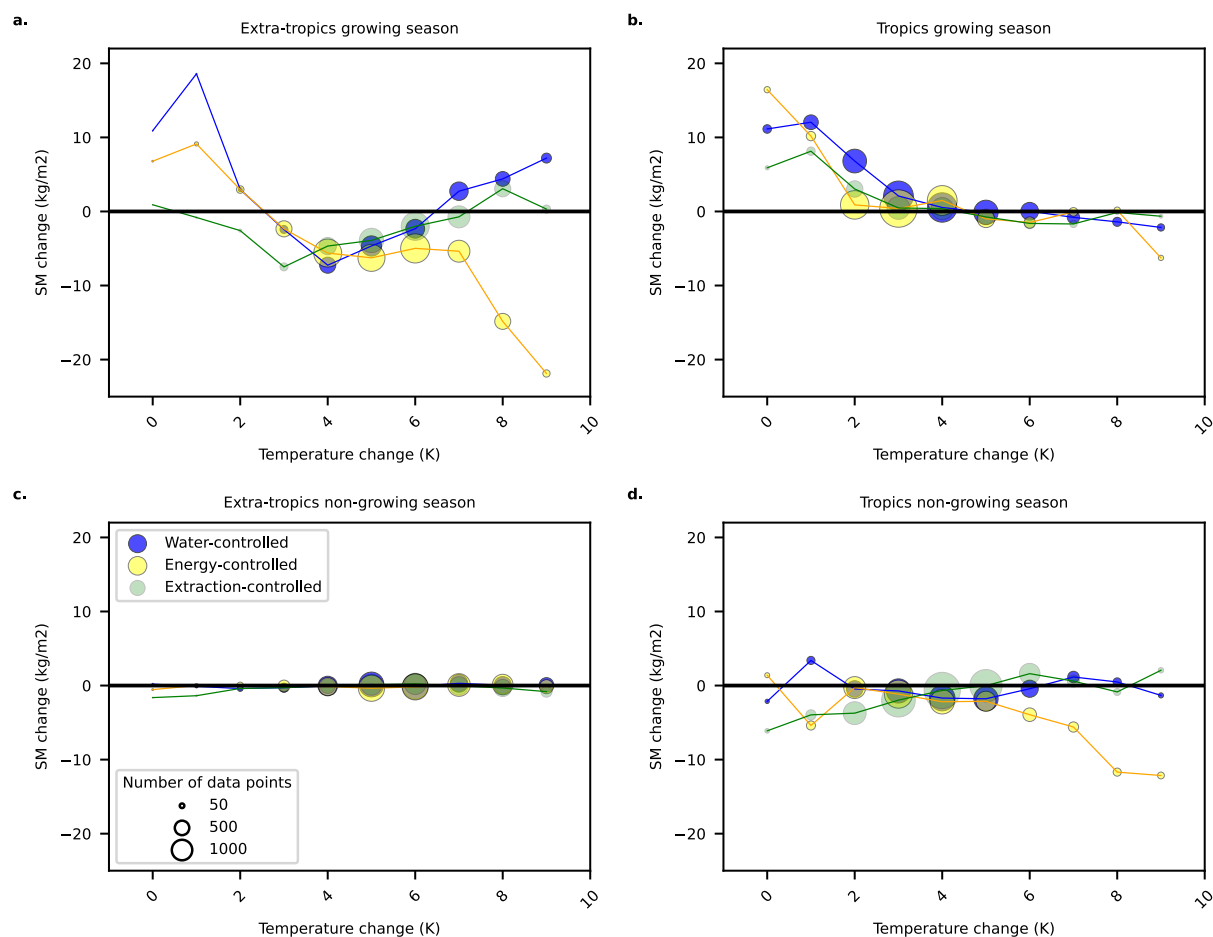 a.
Extra-tropics growing season
20
10
0
−10
−20
SM change (kg/m2)
0
2
4
6
8
10
Temperature change (K)
b.
Tropics growing season
20
10
0
−10
−20
SM change (kg/m2)
0
2
4
6
8
10
Temperature change (K)
c.
Extra-tropics non-growing season
Water-controlled
Energy-controlled
Extraction-controlled
20
10
0
−10
−20
SM change (kg/m2)
Number of data points
50
500
1000
0
2
4
6
8
10
Temperature change (K)
d.
Tropics non-growing season
20
10
0
−10
−20
SM change (kg/m2)
0
2
4
6
8
10
Temperature change (K)